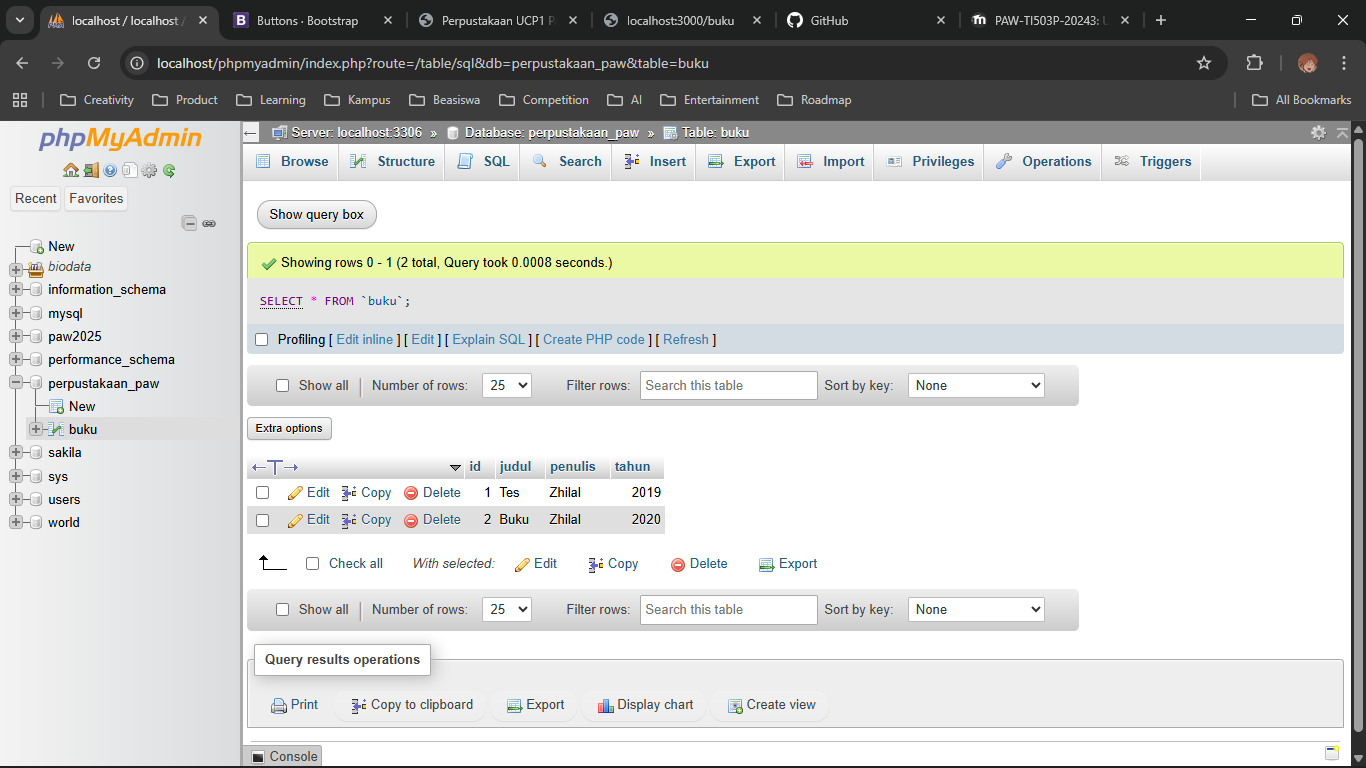 localhost / localhost /
Buttons · Bootstrap
Perpustakaan UCP1 P
localhost:3000/buku
GitHub
PAW-TI503P-20243: U
localhost/phpmyadmin/index.php?route=/table/sql&db=perpustakaan_paw&table=buku
Creativity Product Learning Kampus Beasiswa Competition AI Entertainment Roadmap All Bookmarks
phpMyAdmin
Recent Favorites
New
biodata
information_schema
mysql
paw2025
performance_schema
perpustakaan_paw
New
buku
sakila
sys
users
world
Server: localhost:3306 » Database: perpustakaan_paw » Table: buku
Browse Structure SQL Search Insert Export Import Privileges Operations Triggers
Show query box
Showing rows 0 - 1 (2 total, Query took 0.0008 seconds.)
SELECT * FROM `buku`;
Profiling [ Edit inline ] [ Edit ] [ Explain SQL ] [ Create PHP code ] [ Refresh ]
Show all Number of rows: 25 Filter rows: Search this table Sort by key: None
Extra options
id judul penulis tahun
Edit Copy Delete 1 Tes Zhilal 2019
Edit Copy Delete 2 Buku Zhilal 2020
Check all With selected: Edit Copy Delete Export
Show all Number of rows: 25 Filter rows: Search this table Sort by key: None
Query results operations
Print Copy to clipboard Export Display chart Create view
Console